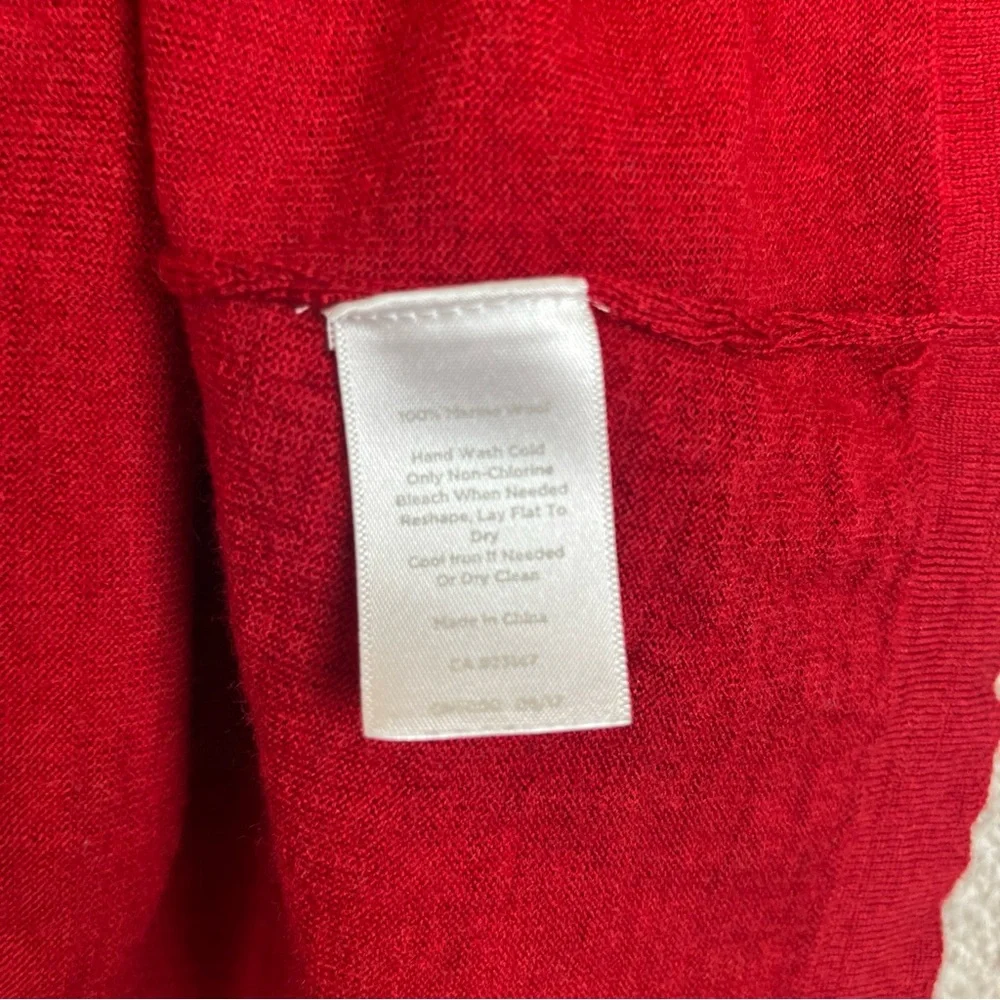 100% Merino Wool
Hand Wash Cold
Only Non-Chlorine
Bleach When Needed
Reshape, Lay Flat To
Dry
Cool Iron If Needed
Or Dry Clean
Made in China
CA